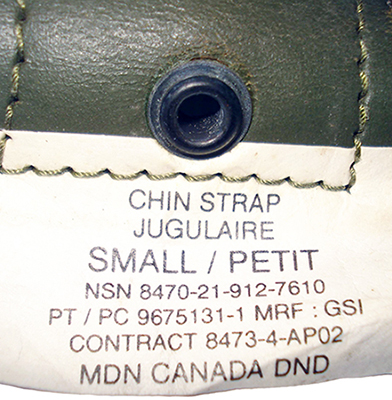 CHIN STRAP
JUGULAIRE
SMALL / PETIT
NSN 8470-21-912-7610
PT / PC 9675131-1 MRF : GSI
CONTRACT 8473-4-AP02
MDN CANADA DND